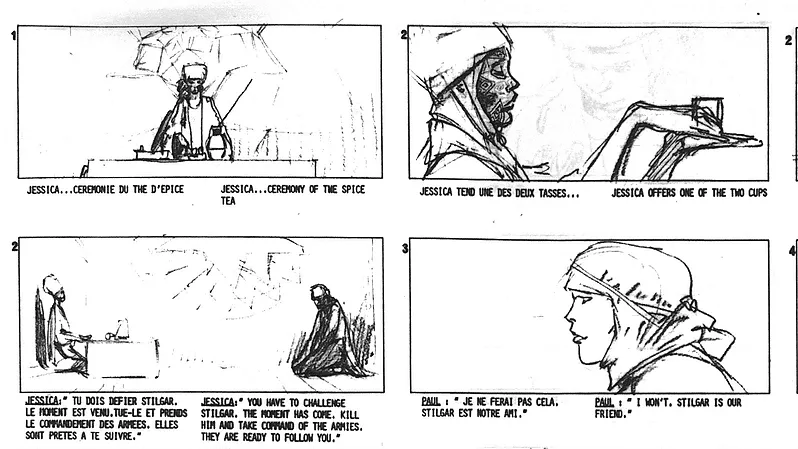 1
JESSICA...CEREMONIE DU THE D'EPICE
JESSICA...CEREMONY OF THE SPICE
TEA
2
JESSICA TEND UNE DES DEUX TASSES...
JESSICA OFFERS ONE OF THE TWO CUPS
2
2
JESSICA:" TU DOIS DEFIER STILGAR.
LE MOMENT EST VENU.TUE-LE ET PRENDS
LE COMMANDEMENT DES ARMEES. ELLES
SONT PRETES A TE SUIVRE."
JESSICA:" YOU HAVE TO CHALLENGE
STILGAR. THE MOMENT HAS COME. KILL
HIM AND TAKE COMMAND OF THE ARMIES.
THEY ARE READY TO FOLLOW YOU."
3
PAUL : " JE NE FERAI PAS CELA.
STILGAR EST NOTRE AMI."
PAUL : " I WON'T. STILGAR IS OUR
FRIEND."
4